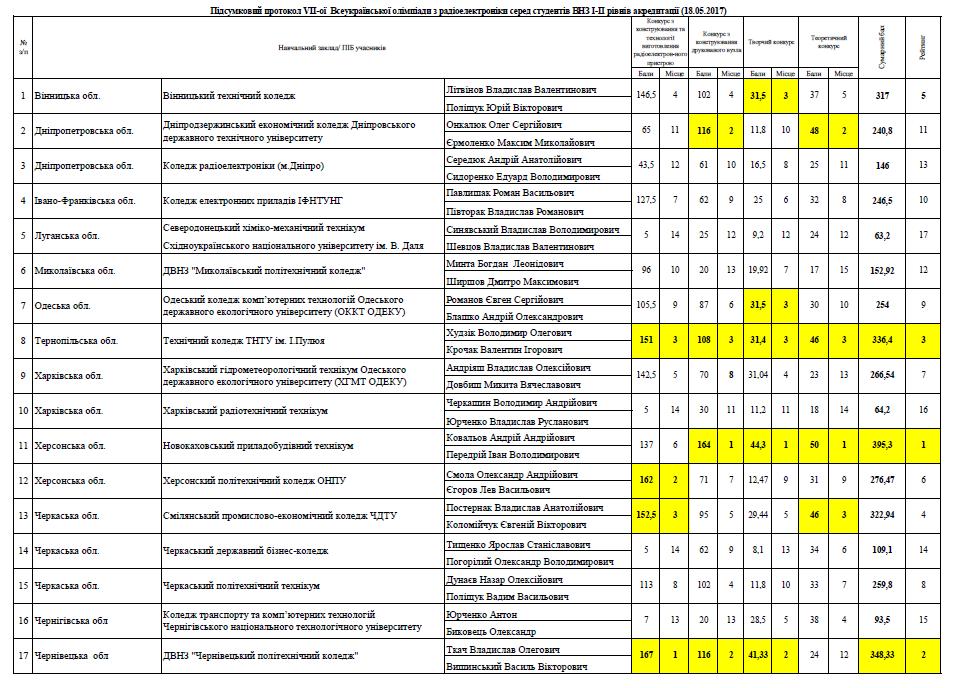 Підсумковий протокол VII-ої Всеукраїнської олімпіади з радіоелектроніки серед студентів ВНЗ І-ІІ рівнів акредитації (18.05.2017)
№ з/п Навчальний заклад/ ПІБ учасників Конкурс з конструювання та технології виготовлення радіоелектрон-ного пристрою Конкурс з конструювання друкованого вузла Творчий конкурс Теоретичний конкурс Сумарний бал Рейтинг
Бали Місце Бали Місце Бали Місце Бали Місце
1 Вінницька обл. Вінницький технічний коледж Літвінов Владислав Валентинович 146,5 4 102 4 31,5 3 37 5 317 5
Поліщук Юрій Вікторович
2 Дніпропетровська обл. Дніпродзержинський економічний коледж Дніпровського Онкалюк Олег Сергійович 65 11 116 2 11,8 10 48 2 240,8 11
державного технічного університету Єрмоленко Максим Миколайович
3 Дніпропетровська обл. Коледж радіоелектроніки (м.Дніпро) Середюк Андрій Анатолійович 43,5 12 61 10 16,5 8 25 11 146 13
Сидоренко Едуард Володимирович
4 Івано-Франківська обл. Коледж електронних приладів ІФНТУНГ Павлишак Роман Васильович 127,5 7 62 9 25 6 32 8 246,5 10
Півторак Владислав Романович
5 Луганська обл. Северодонецький хіміко-механічний технікум Синявський Владислав Володимирович 5 14 25 12 9,2 12 24 12 63,2 17
Східноукраїнського національного університету ім. В. Даля Шевцов Владислав Валентинович
6 Миколаївська обл. ДВНЗ "Миколаївський політехнічний коледж" Минта Богдан Леонідович 96 10 20 13 19,92 7 17 15 152,92 12
Ширшов Дмитро Максимович
7 Одеська обл. Одеський коледж комп’ютерних технологій Одеського Романов Євген Сергійович 105,5 9 87 6 31,5 3 30 10 254 9
державного екологічного університету (ОККТ ОДЕКУ) Блашко Андрій Олександрович
8 Тернопільська обл. Технічний коледж ТНТУ ім. І.Пулюя Худзік Володимир Олегович 151 3 108 3 31,4 3 46 3 336,4 3
Крочак Валентин Ігорович
9 Харківська обл. Харківський гідрометеорологічний технікум Одеського Андріяш Владислав Олексійович 142,5 5 70 8 31,04 4 23 13 266,54 7
державного екологічного університету (ХГМТ ОДЕКУ) Довбиш Микита Вячеславович
10 Харківська обл. Харківський радіотехнічний технікум Черкашин Володимир Андрійович 5 14 30 11 11,2 11 18 14 64,2 16
Юрченко Владислав Русланович
11 Херсонська обл. Новокаховський приладобудівний технікум Ковальов Андрій Андрійович 137 6 164 1 44,3 1 50 1 395,3 1
Передрій Іван Володимирович
12 Херсонська обл. Херсонский політехнічний коледж ОНПУ Смола Олександр Андрійович 162 2 71 7 12,47 9 31 9 276,47 6
Єгоров Лев Васильович
13 Черкаська обл. Смілянський промислово-економічний коледж ЧДТУ Постернак Владислав Анатолійович 152,5 3 95 5 29,44 5 46 3 322,94 4
Коломійчук Євгеній Вікторович
14 Черкаська обл. Черкаський державний бізнес-коледж Тищенко Ярослав Станіславович 5 14 62 9 8,1 13 34 6 109,1 14
Погорілий Олександр Володимирович
15 Черкаська обл. Черкаський політехнічний технікум Дунаєв Назар Олексійович 113 8 102 4 11,8 10 33 7 259,8 8
Поліщук Вадим Васильович
16 Чернігівська обл Коледж транспорту та комп’ютерних технологій Юрченко Антон 7 13 20 13 28,5 5 38 4 93,5 15
Чернігівського національного технологічного університету Биковець Олександр
17 Чернівецька обл ДВНЗ "Чернівецький політехнічний коледж" Ткач Владислав Олегович 167 1 116 2 41,33 2 24 12 348,33 2
Вишинський Василь Вікторович